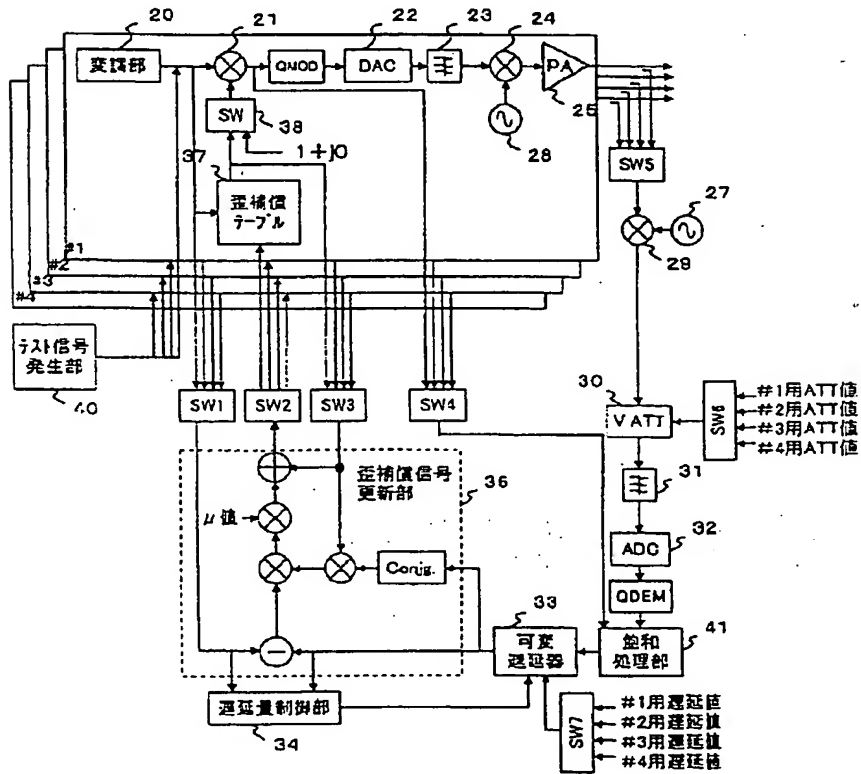 20
21
22
23
24
変調部
QMOD
DAC
PA
25
SW
38
28
1+j0
37
歪補償
テーブル
SW5
27
29
#1
#2
#3
#4
テスト信号
発生部
40
SW1
SW2
SW3
SW4
30
V ATT
SW6
#1用ATT値
#2用ATT値
#3用ATT値
#4用ATT値
31
歪補償信号
更新部
36
μ値
ADC
32
Conjg.
QDEM
33
可変
遅延器
飽和
処理部
41
遅延量制御部
34
SW7
#1用遅延値
#2用遅延値
#3用遅延値
#4用遅延値